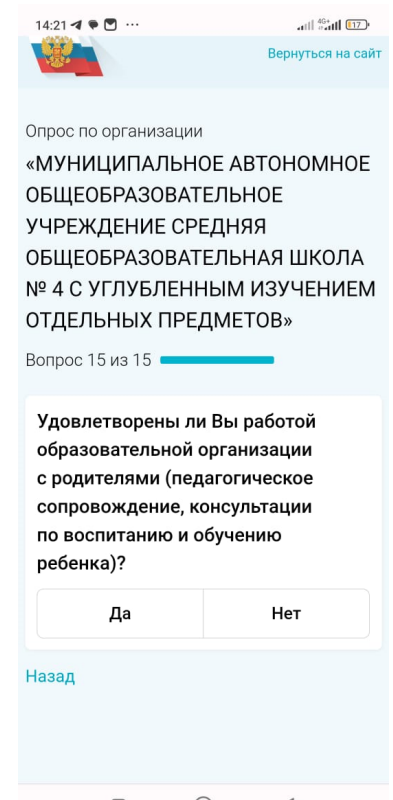 14:21
4G+
17
Вернуться на сайт
Опрос по организации
«МУНИЦИПАЛЬНОЕ АВТОНОМНОЕ
ОБЩЕОБРАЗОВАТЕЛЬНОЕ
УЧРЕЖДЕНИЕ СРЕДНЯЯ
ОБЩЕОБРАЗОВАТЕЛЬНАЯ ШКОЛА
№ 4 С УГЛУБЛЕННЫМ ИЗУЧЕНИЕМ
ОТДЕЛЬНЫХ ПРЕДМЕТОВ»
Вопрос 15 из 15
Удовлетворены ли Вы работой
образовательной организации
с родителями (педагогическое
сопровождение, консультации
по воспитанию и обучению
ребенка)?
Да Нет
Назад